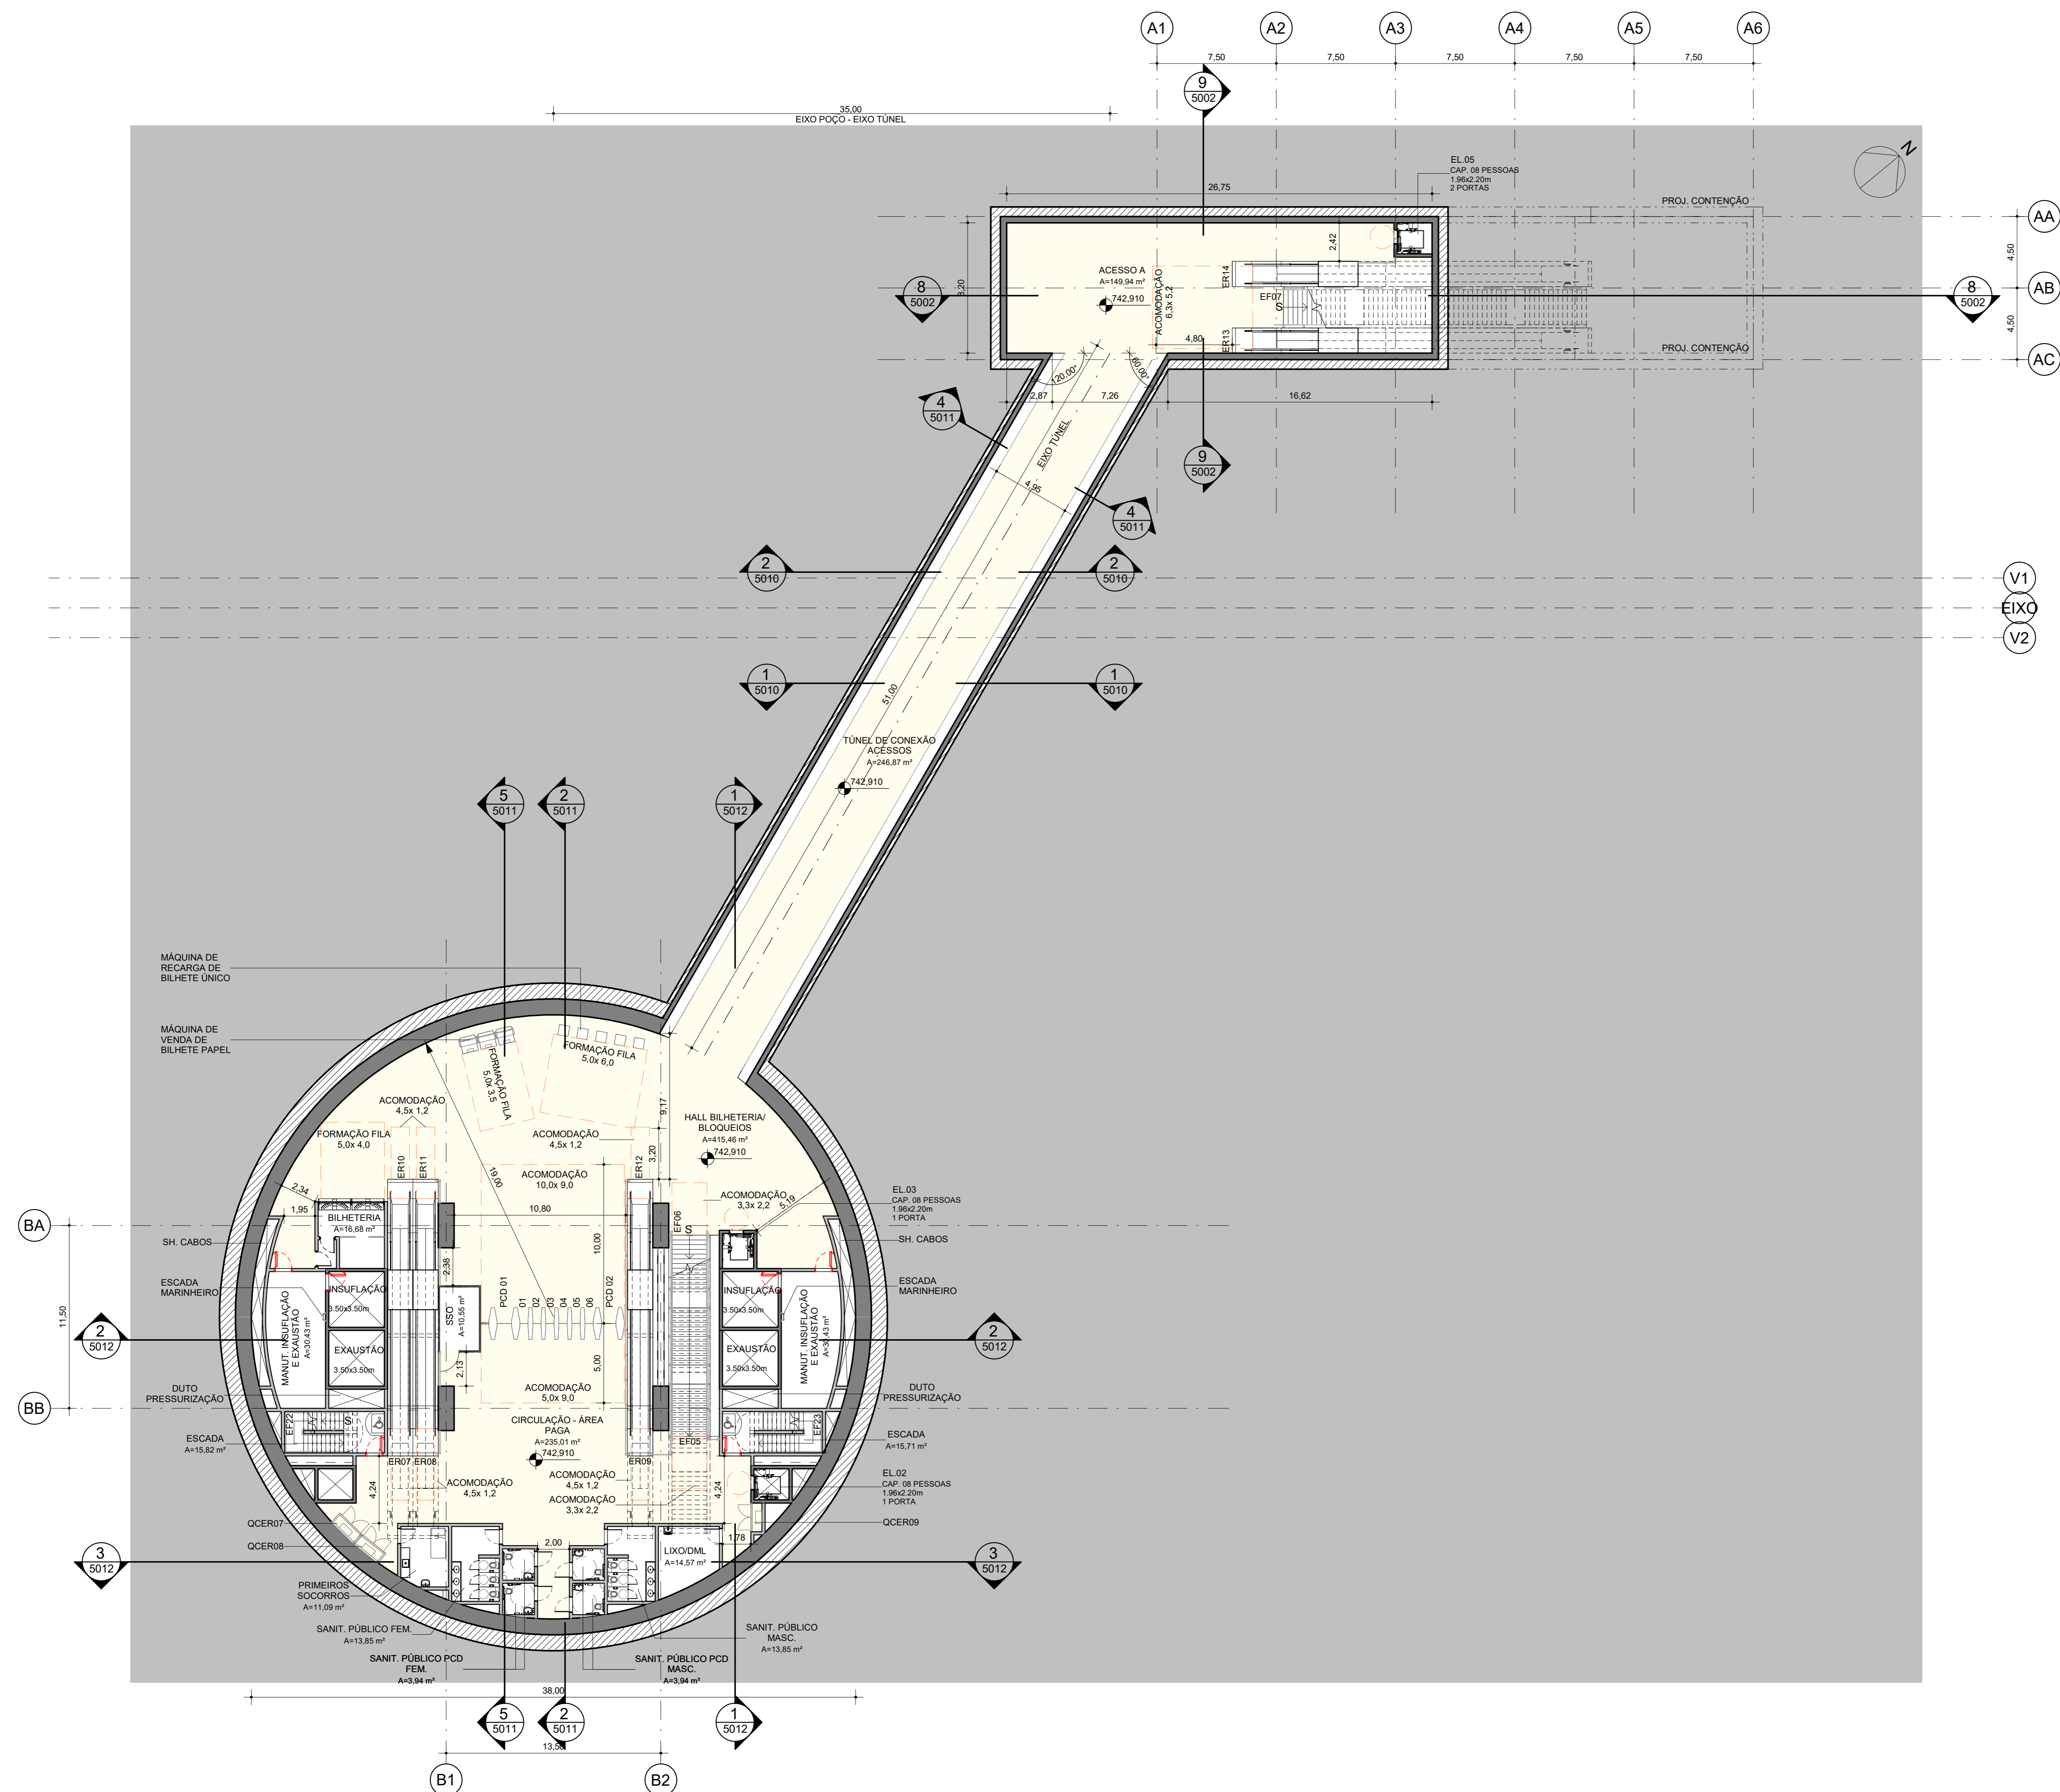 A1
A2
A3
A4
A5
A6
7,50
7,50
7,50
7,50
7,50
9
5002
35,00
EIXO POÇO - EIXO TÚNEL
N
EL.05
CAP. 08 PESSOAS
1.96x2.20m
2 PORTAS
26,75
PROJ. CONTENÇÃO
AA
4,50
2,42
ACESSO A
A=149,94 m²
742,910
ACOMODAÇÃO
6,3x 5,2
ER14
EF07
S
8
5002
8
5002
AB
4,50
4,80
ER13
PROJ. CONTENÇÃO
AC
120,00°
60,00°
2,87
7,26
16,62
4
5011
EIXO TÚNEL
9
5002
4,95
4
5011
2
5010
2
5010
V1
EIXO
V2
1
5010
1
5010
51,00
TÚNEL DE CONEXÃO
ACESSOS
A=246,87 m²
742,910
5
5011
2
5011
1
5012
MÁQUINA DE
RECARGA DE
BILHETE ÚNICO
MÁQUINA DE
VENDA DE
BILHETE PAPEL
FORMAÇÃO FILA
5,0x 6,0
FORMAÇÃO FILA
5,0x 3,5
ACOMODAÇÃO
4,5x 1,2
9,17
HALL BILHETERIA/
BLOQUEIOS
A=415,46 m²
742,910
FORMAÇÃO FILA
5,0x 4,0
ACOMODAÇÃO
4,5x 1,2
3,20
ER10
ER11
ER12
19,00
ACOMODAÇÃO
10,0x 9,0
2,34
1,95
ACOMODAÇÃO
3,3x 2,2
5,19
EL.03
CAP. 08 PESSOAS
1.96x2.20m
1 PORTA
BA
BILHETERIA
A=16,68 m²
10,80
EF06
S
SH. CABOS
SH. CABOS
10,00
2,38
ESCADA
MARINHEIRO
INSUFLAÇÃO
3.50x3.50m
INSUFLAÇÃO
3.50x3.50m
ESCADA
MARINHEIRO
11,50
MANUT. INSUFLAÇÃO
E EXAUSTÃO
A=30,43 m²
SSO
A=10,55 m²
PCD 01
01
02
03
04
05
06
PCD 02
MANUT. INSUFLAÇÃO
E EXAUSTÃO
A=30,43 m²
2
5012
2
5012
EXAUSTÃO
3.50x3.50m
EXAUSTÃO
3.50x3.50m
2,13
5,00
DUTO
PRESSURIZAÇÃO
ACOMODAÇÃO
5,0x 9,0
DUTO
PRESSURIZAÇÃO
BB
EF22
S
CIRCULAÇÃO - ÁREA
PAGA
A=235,01 m²
742,910
EF05
EF23
ESCADA
A=15,82 m²
ESCADA
A=15,71 m²
ER07
ER08
ER09
4,24
ACOMODAÇÃO
4,5x 1,2
ACOMODAÇÃO
4,5x 1,2
ACOMODAÇÃO
3,3x 2,2
4,24
EL.02
CAP. 08 PESSOAS
1.96x2.20m
1 PORTA
QCER07
QCER09
QCER08
2,00
1,78
LIXO/DML
A=14,57 m²
3
5012
3
5012
PRIMEIROS
SOCORROS
A=11,09 m²
SANIT. PÚBLICO FEM.
A=13,85 m²
SANIT. PÚBLICO
MASC.
A=13,85 m²
SANIT. PÚBLICO PCD
FEM.
A=3,94 m²
SANIT. PÚBLICO PCD
MASC.
A=3,94 m²
38,00
5
5011
2
5011
1
5012
B1
B2